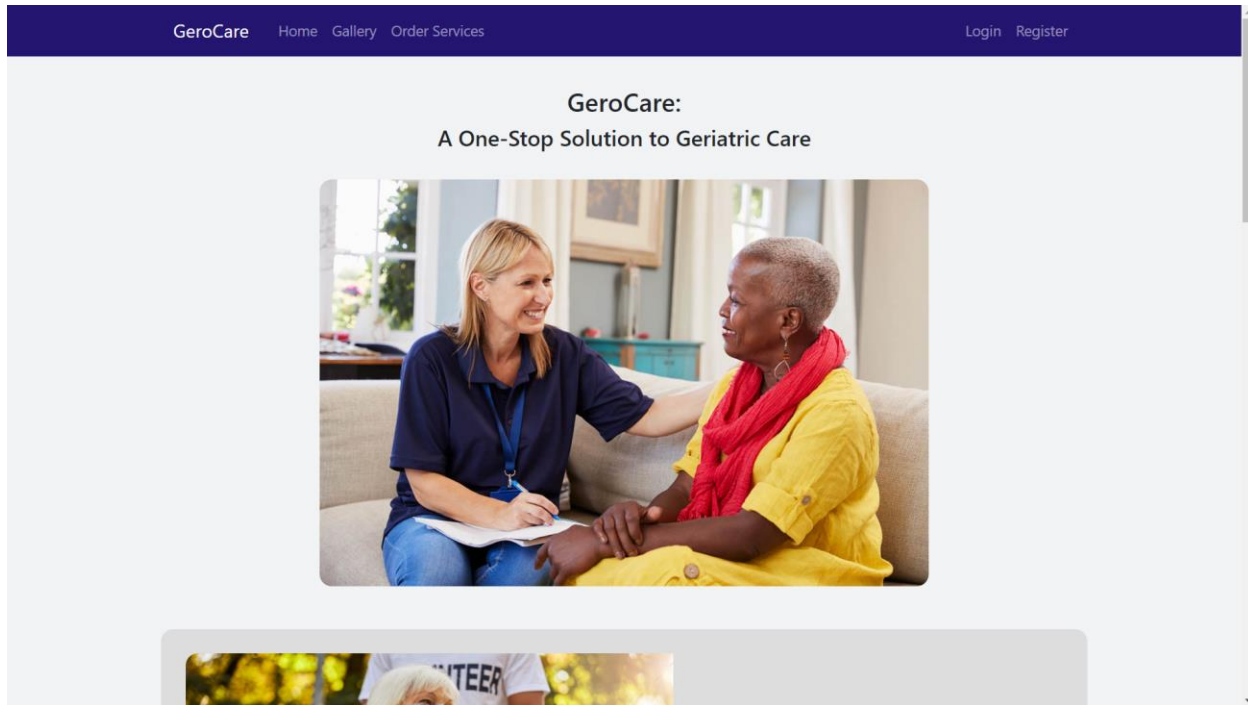 GeroCare Home Gallery Order Services Login Register
GeroCare:
A One-Stop Solution to Geriatric Care